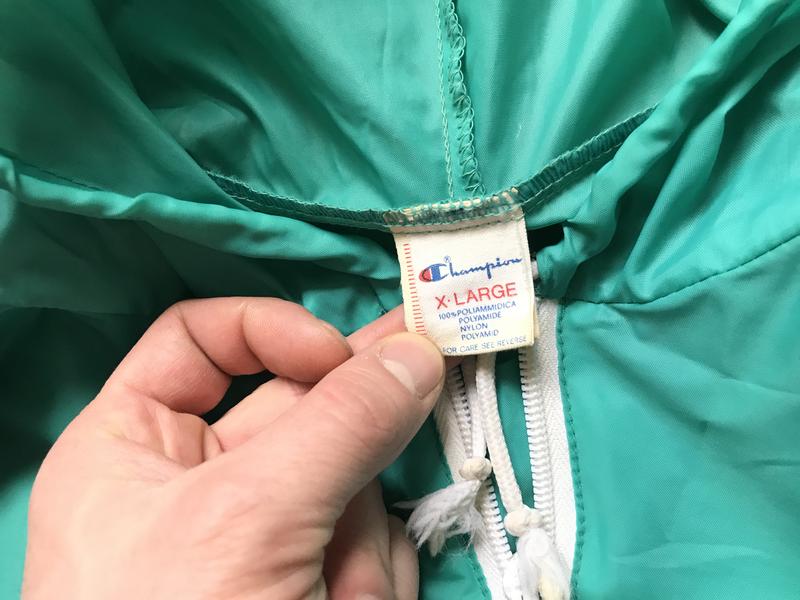 Champion®
X-LARGE
100% POLIAMMIDICA
POLYAMIDE
NYLON
POLYAMID
FOR CARE SEE REVERSE